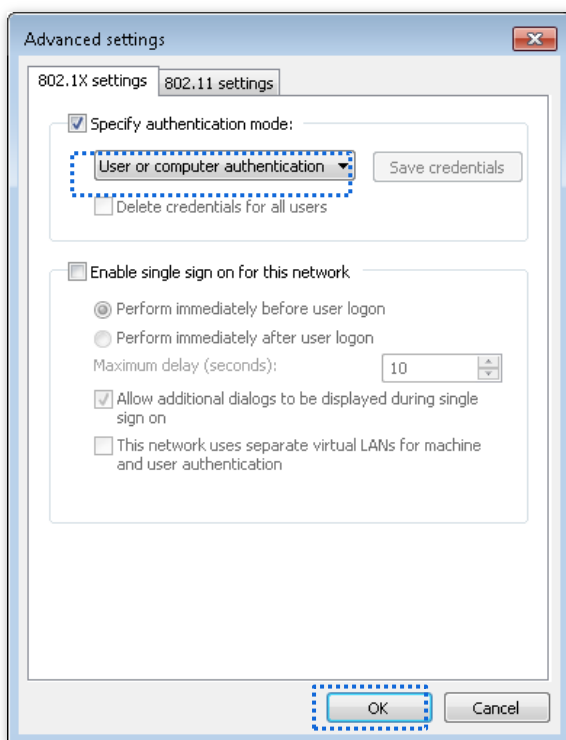 Advanced settings
802.1X settings
802.11 settings
Specify authentication mode:
User or computer authentication
Save credentials
Delete credentials for all users
Enable single sign on for this network
Perform immediately before user logon
Perform immediately after user logon
Maximum delay (seconds):
10
Allow additional dialogs to be displayed during single
sign on
This network uses separate virtual LANs for machine
and user authentication
OK
Cancel